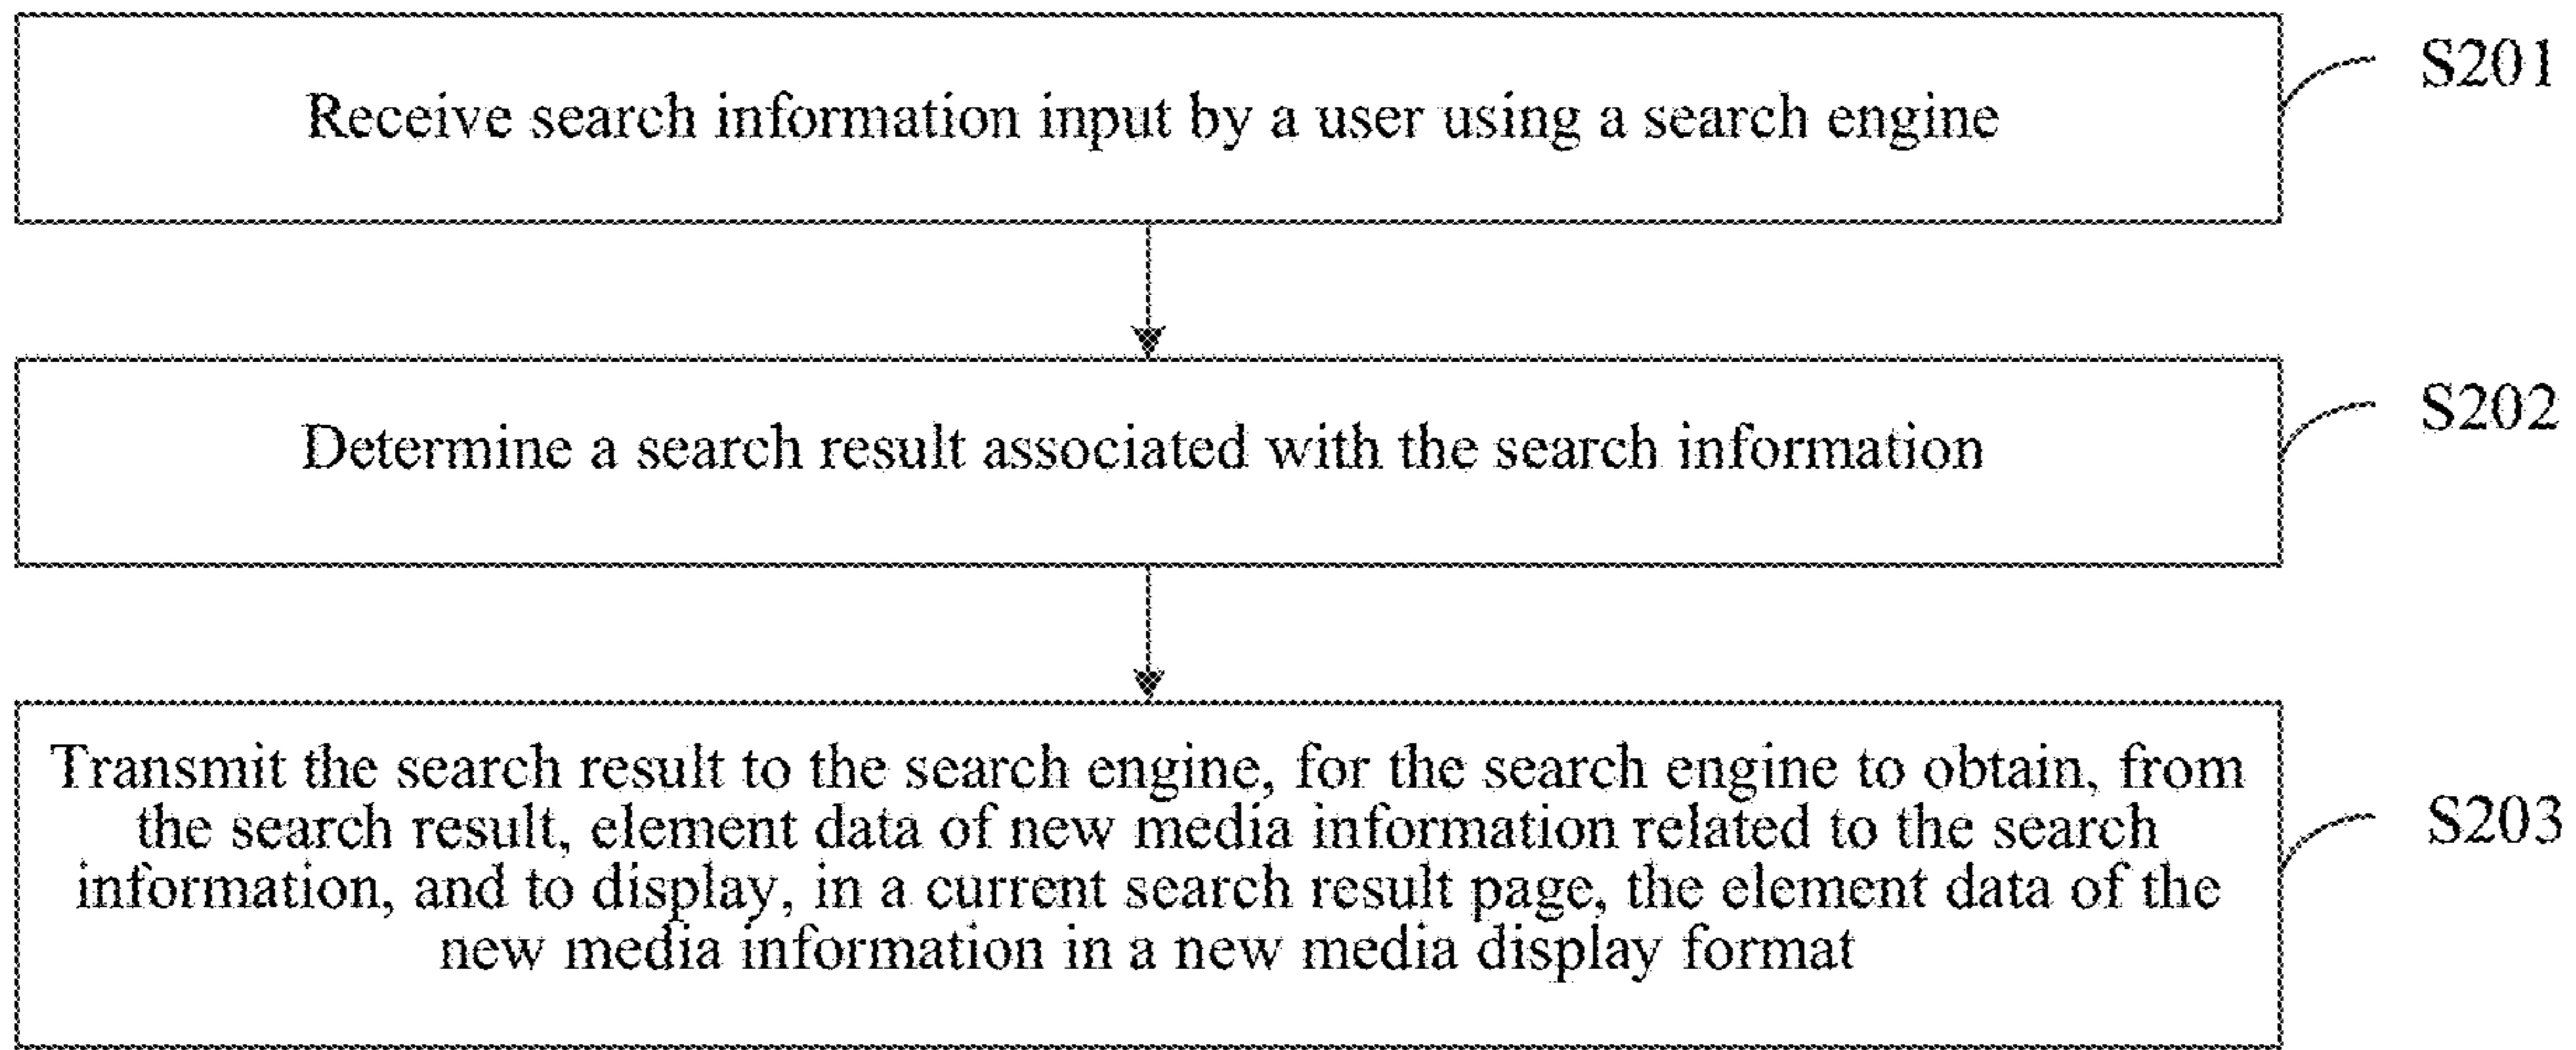 Receive search information input by a user using a search engine
S201
Determine a search result associated with the search information
S202
Transmit the search result to the search engine, for the search engine to obtain, from
the search result, element data of new media information related to the search
information, and to display, in a current search result page, the element data of the
new media information in a new media display format
S203